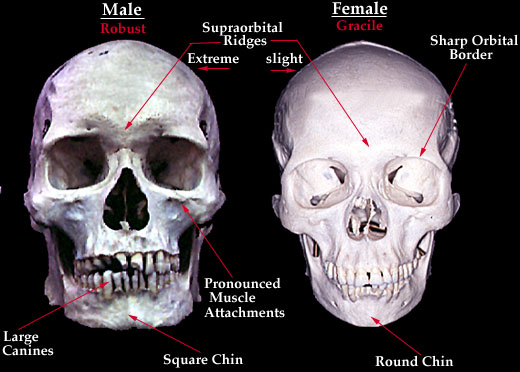 Male
Robust
Supraorbital
Ridges
Extreme slight
Female
Gracile
Sharp Orbital
Border
Pronounced
Muscle
Attachments
Large
Canines
Square Chin
Round Chin